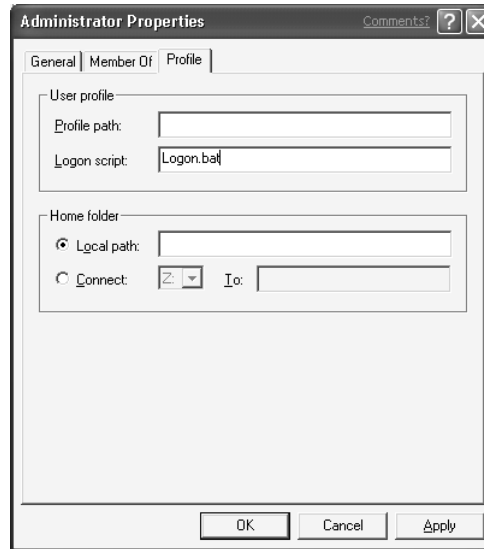 Administrator Properties Comments? ? X
General Member Of Profile
User profile
Profile path:
Logon script: Logon.bat
Home folder
Local path:
Connect: Z: To:
OK Cancel Apply